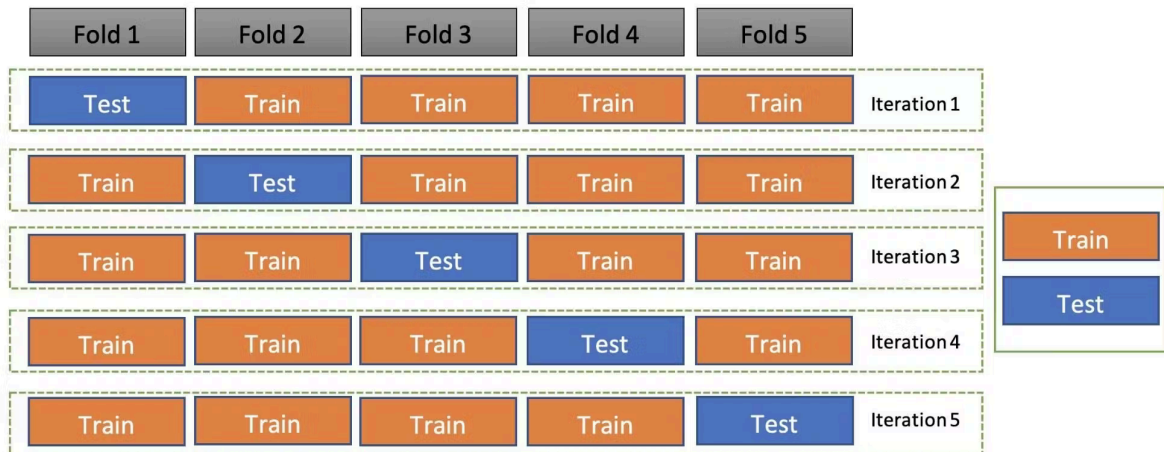 Fold 1 Fold 2 Fold 3 Fold 4 Fold 5
Test Train Train Train Train Iteration 1
Train Test Train Train Train Iteration 2
Train Train Test Train Train Iteration 3
Train Train Train Test Train Iteration 4
Train Train Train Train Test Iteration 5
Train
Test